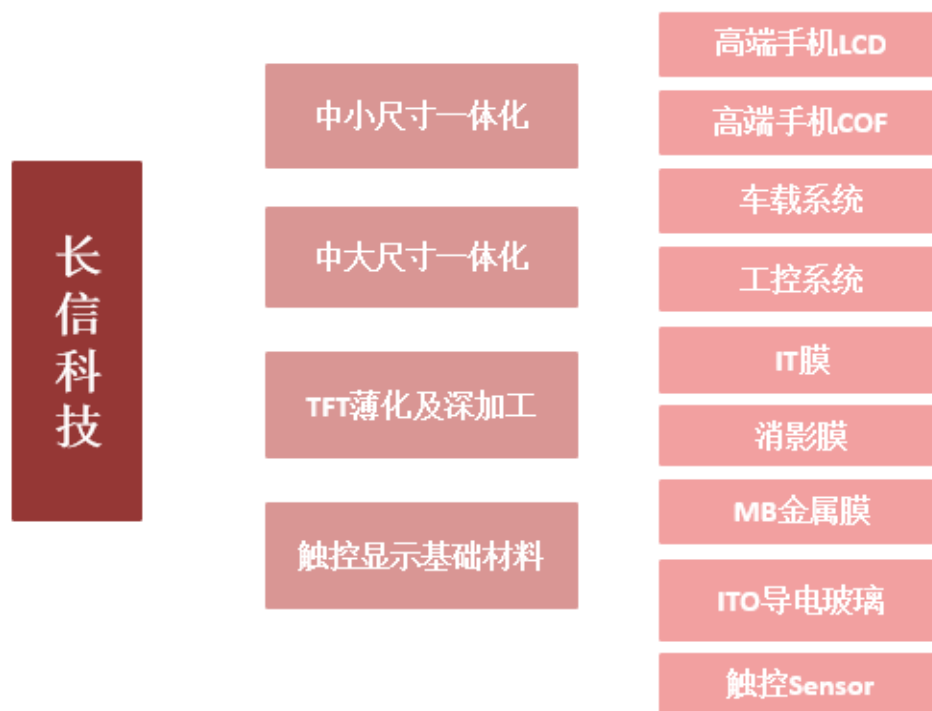 长信科技
中小尺寸一体化
中大尺寸一体化
TFT薄化及深加工
触控显示基础材料
高端手机LCD
高端手机COF
车载系统
工控系统
IT膜
消影膜
MB金属膜
ITO导电玻璃
触控Sensor